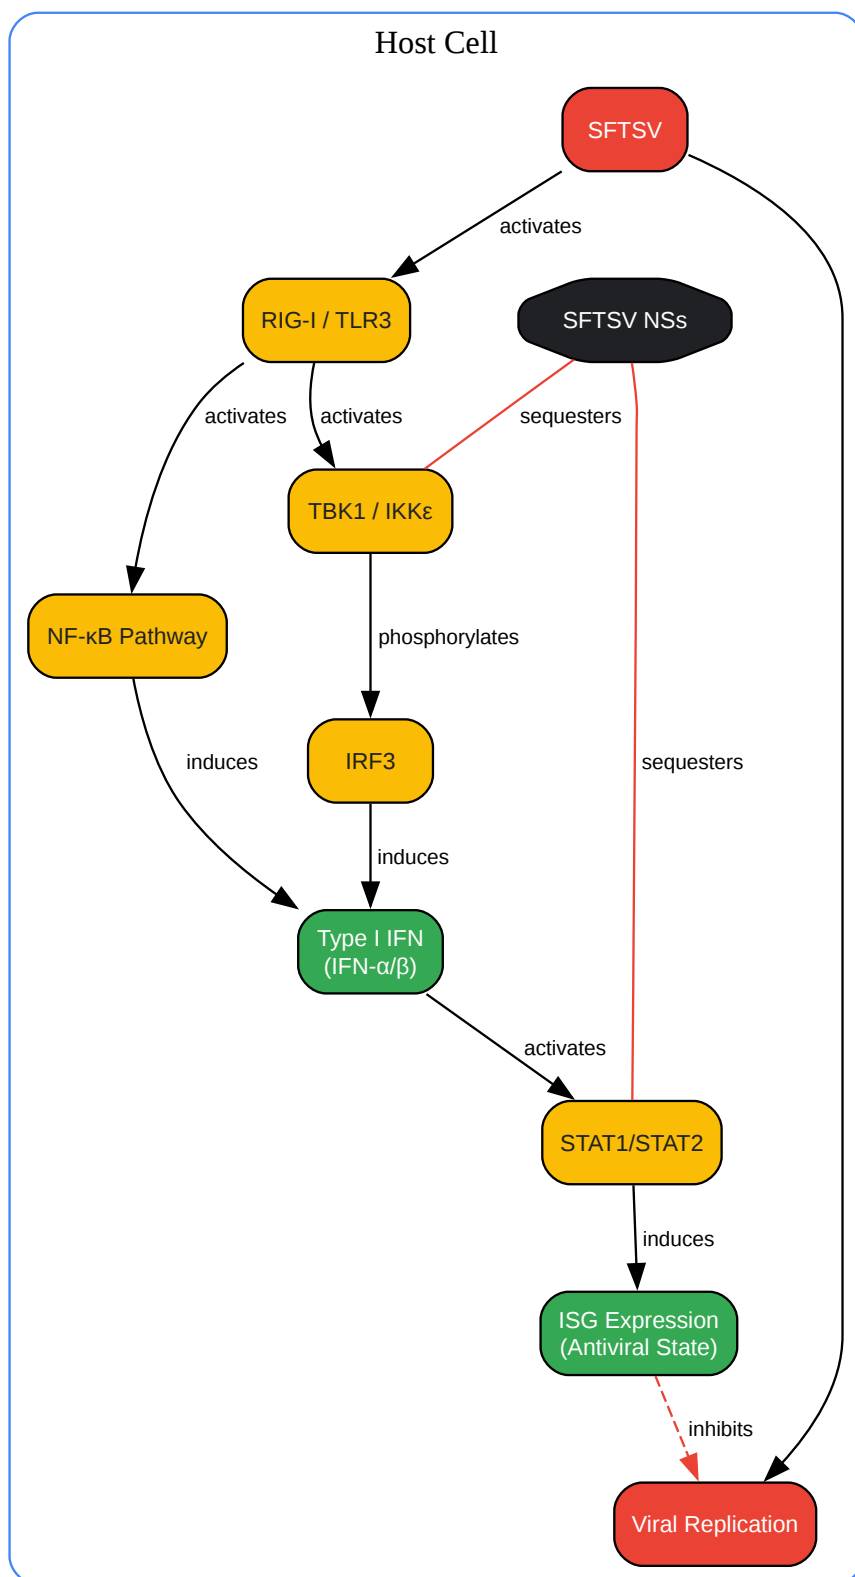 Host Cell
SFTSV
activates
RIG-I / TLR3
SFTSV NSs
activates
activates
sequesters
TBK1 / IKKε
NF-κB Pathway
phosphorylates
IRF3
induces
sequesters
induces
Type I IFN
(IFN-α/β)
activates
STAT1/STAT2
induces
ISG Expression
(Antiviral State)
inhibits
Viral Replication